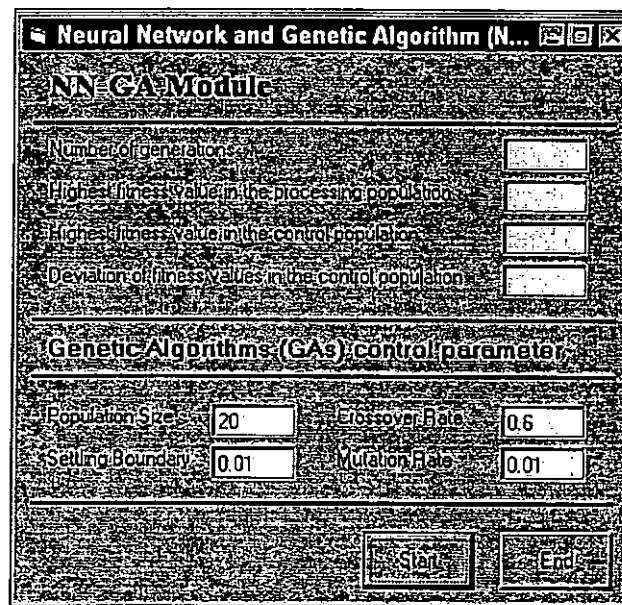 Neural Network and Genetic Algorithm (N...
NN-GA Module
Number of generations
Highest fitness value in the processing population
Highest fitness value in the control population
Deviation of fitness values in the control population
Genetic Algorithms (GAs) control parameter
Population Size 20 Crossover Rate 0.6
Settling Boundary 0.01 Mutation Rate 0.01
Start End